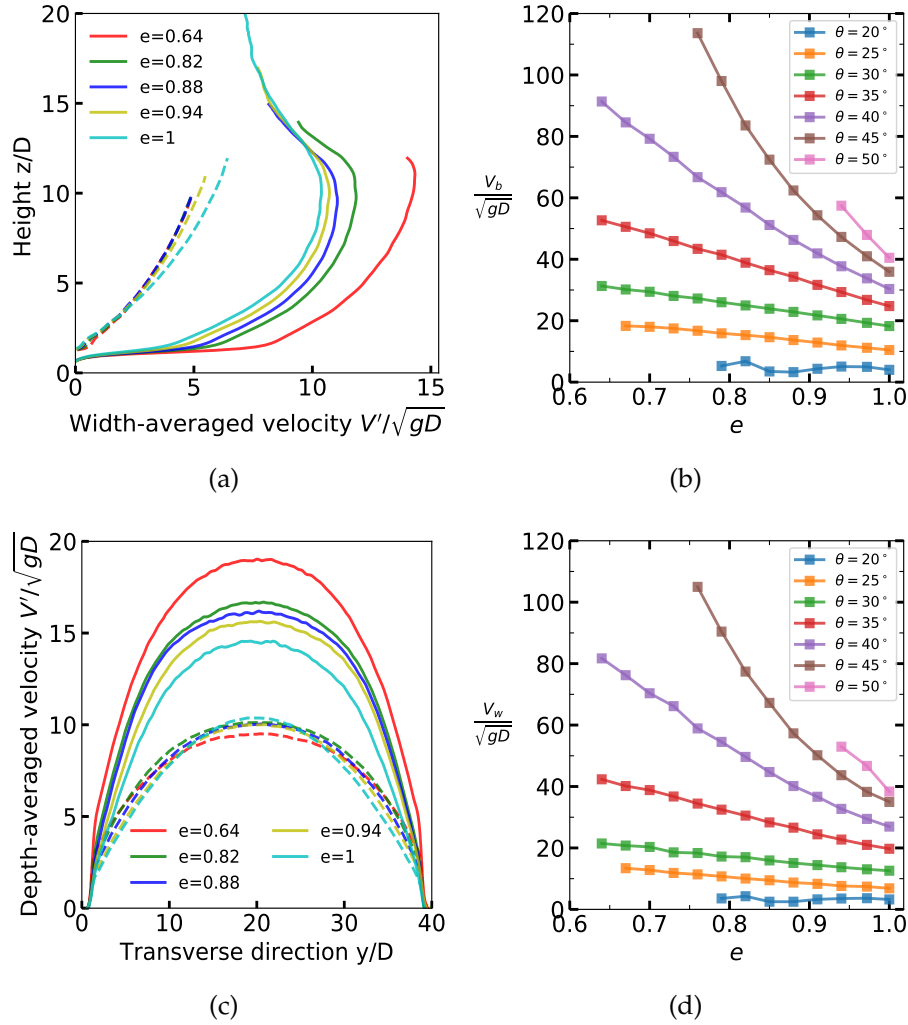 20
15
10
5
0
Height z/D
e=0.64
e=0.82
e=0.88
e=0.94
e=1
0 5 10 15
Width-averaged velocity V′/√gD
(a)
120
100
80
60
40
20
0
V_b/√gD
θ = 20°
θ = 25°
θ = 30°
θ = 35°
θ = 40°
θ = 45°
θ = 50°
0.6 0.7 0.8 0.9 1.0
e
(b)
20
15
10
5
0
Depth-averaged velocity V′/√gD
e=0.64
e=0.82
e=0.88
e=0.94
e=1
0 10 20 30 40
Transverse direction y/D
(c)
120
100
80
60
40
20
0
V_w/√gD
θ = 20°
θ = 25°
θ = 30°
θ = 35°
θ = 40°
θ = 45°
θ = 50°
0.6 0.7 0.8 0.9 1.0
e
(d)